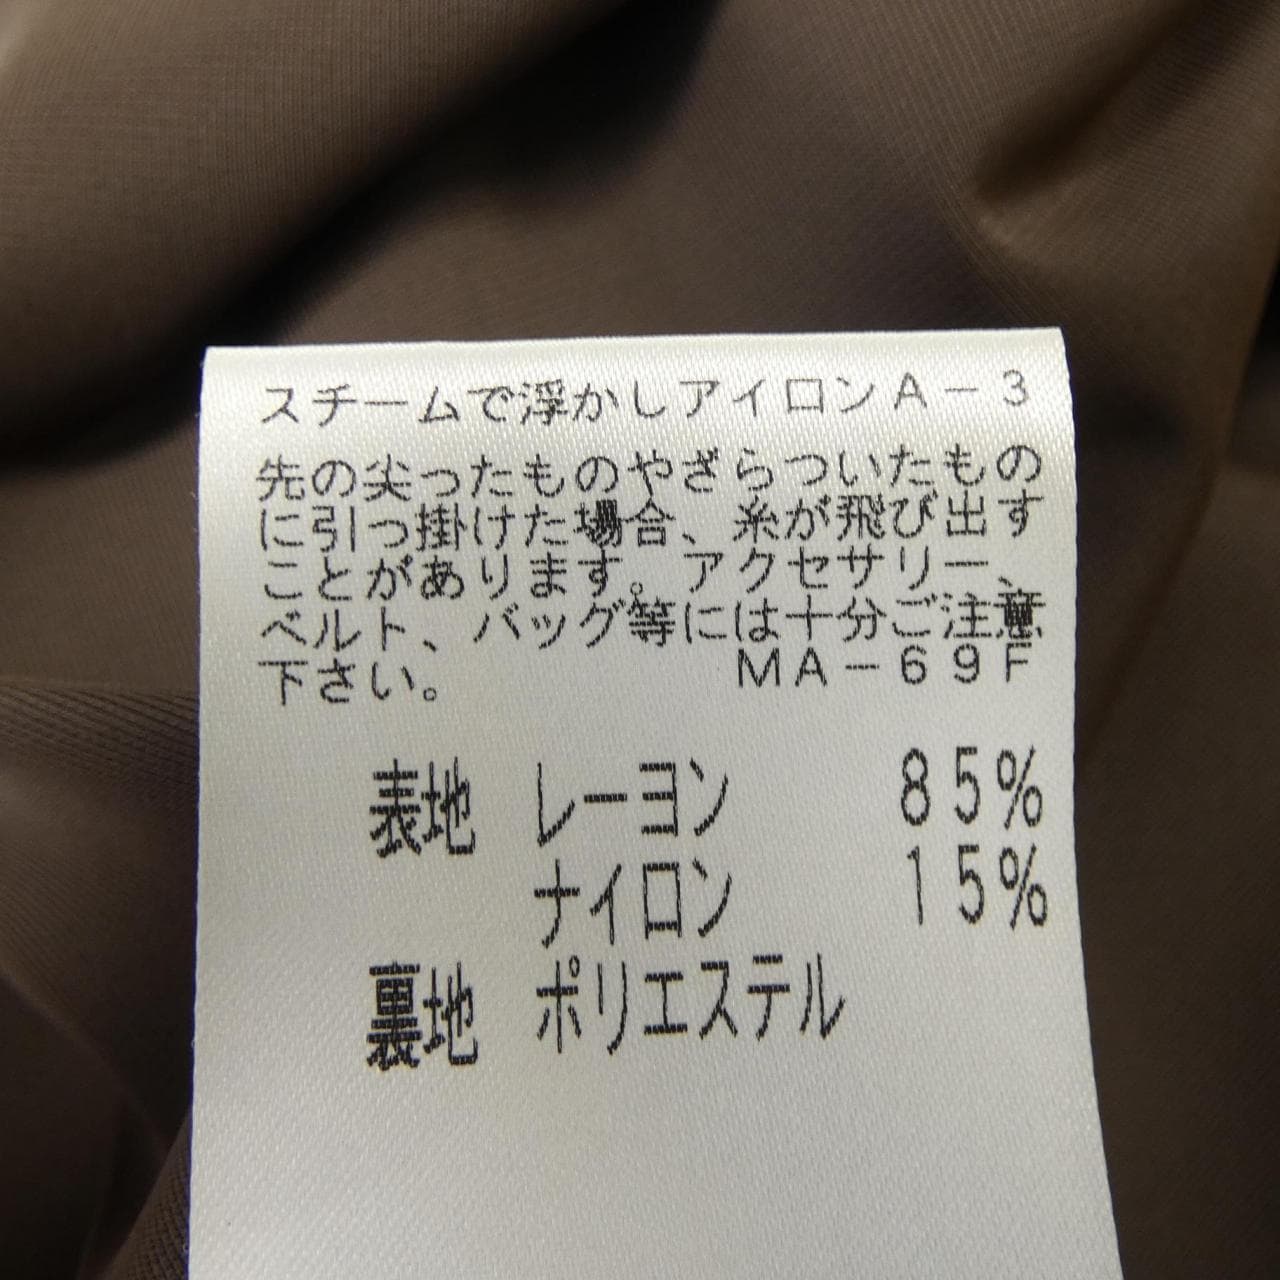 スチームで浮かしアイロンA－3
先の尖ったものやざらついたもの
に引っ掛けた場合、糸が飛び出す
ことがあります。アクセサリー、
ベルト、バッグ等には十分ご注意
下さい。 MA－69F
表地 レーヨン 85%
ナイロン 15%
裏地 ポリエステル